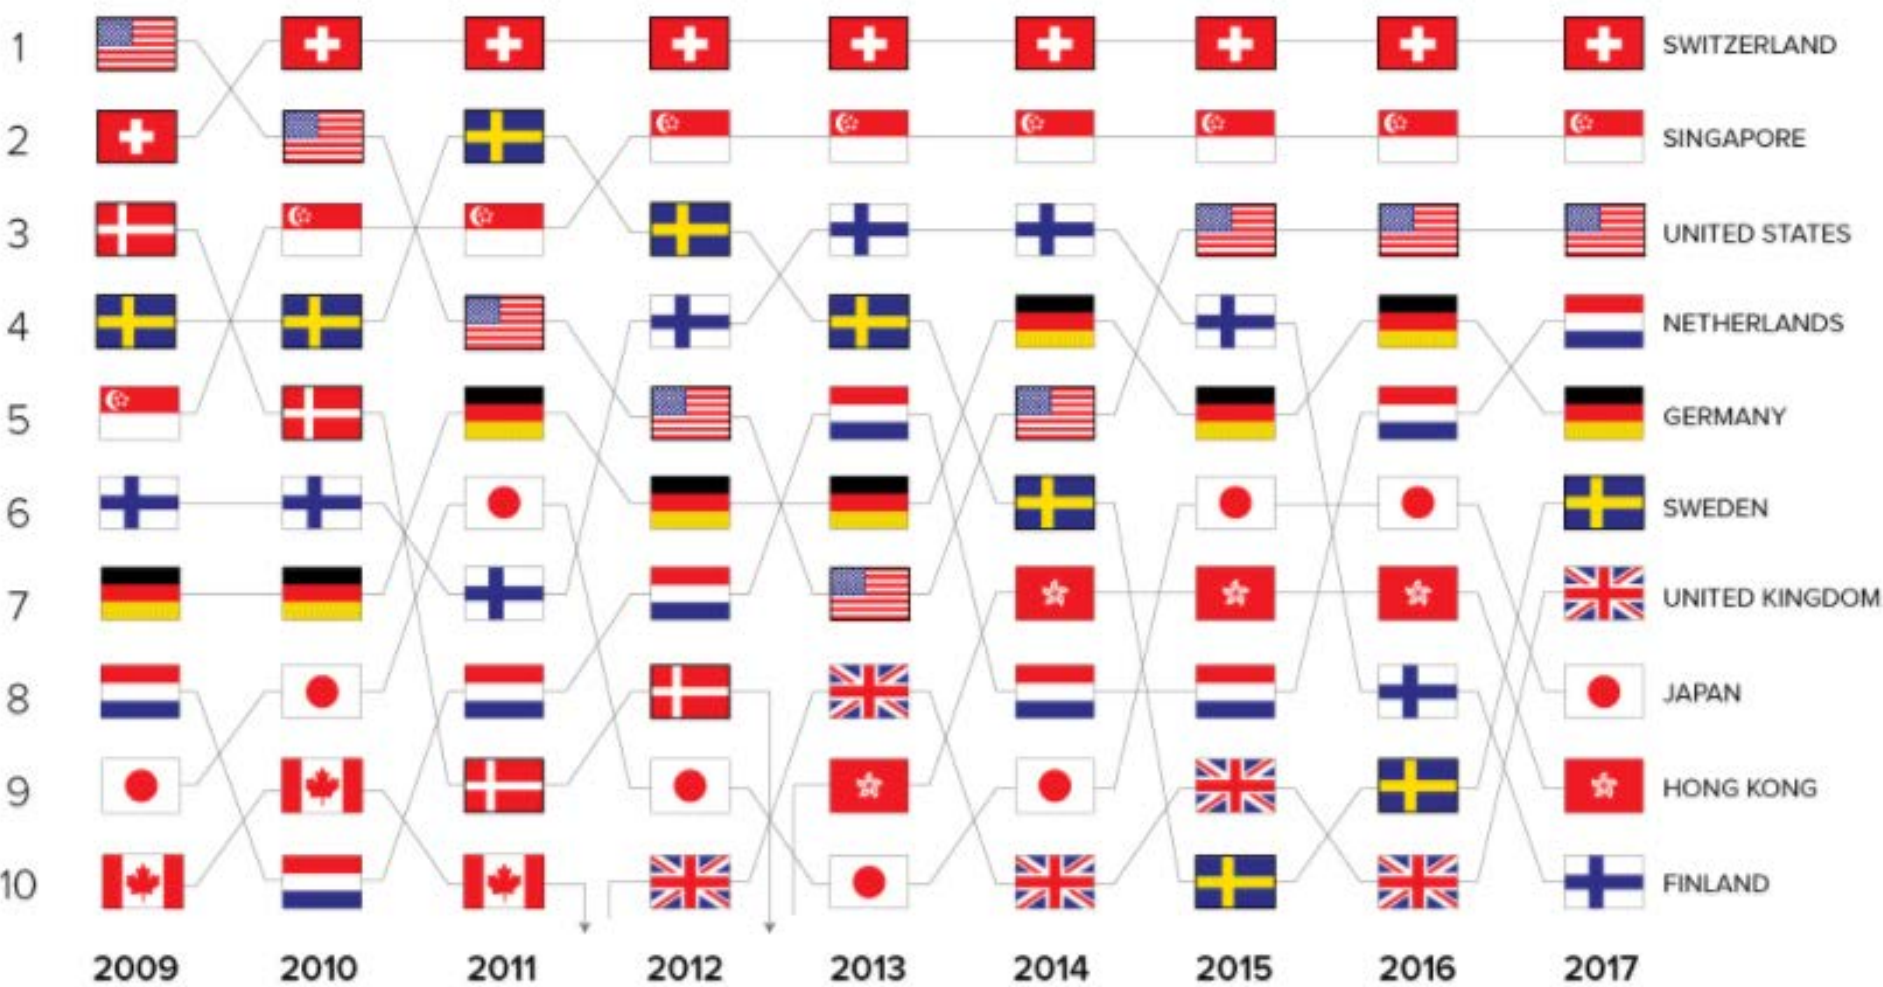 1 SWITZERLAND
2 SINGAPORE
3 UNITED STATES
4 NETHERLANDS
5 GERMANY
6 SWEDEN
7 UNITED KINGDOM
8 JAPAN
9 HONG KONG
10 FINLAND
2009 2010 2011 2012 2013 2014 2015 2016 2017